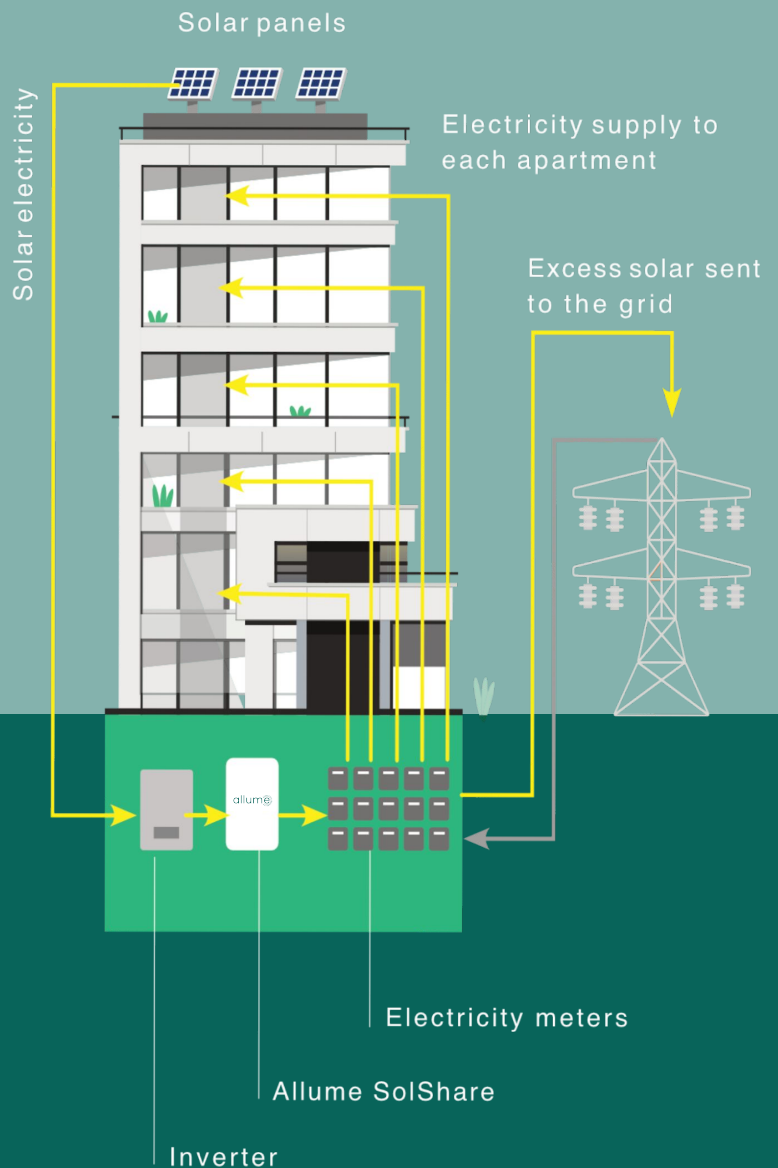 Solar panels
Solar electricity
Electricity supply to
each apartment
Excess solar sent
to the grid
allume
Electricity meters
Allume SolShare
Inverter